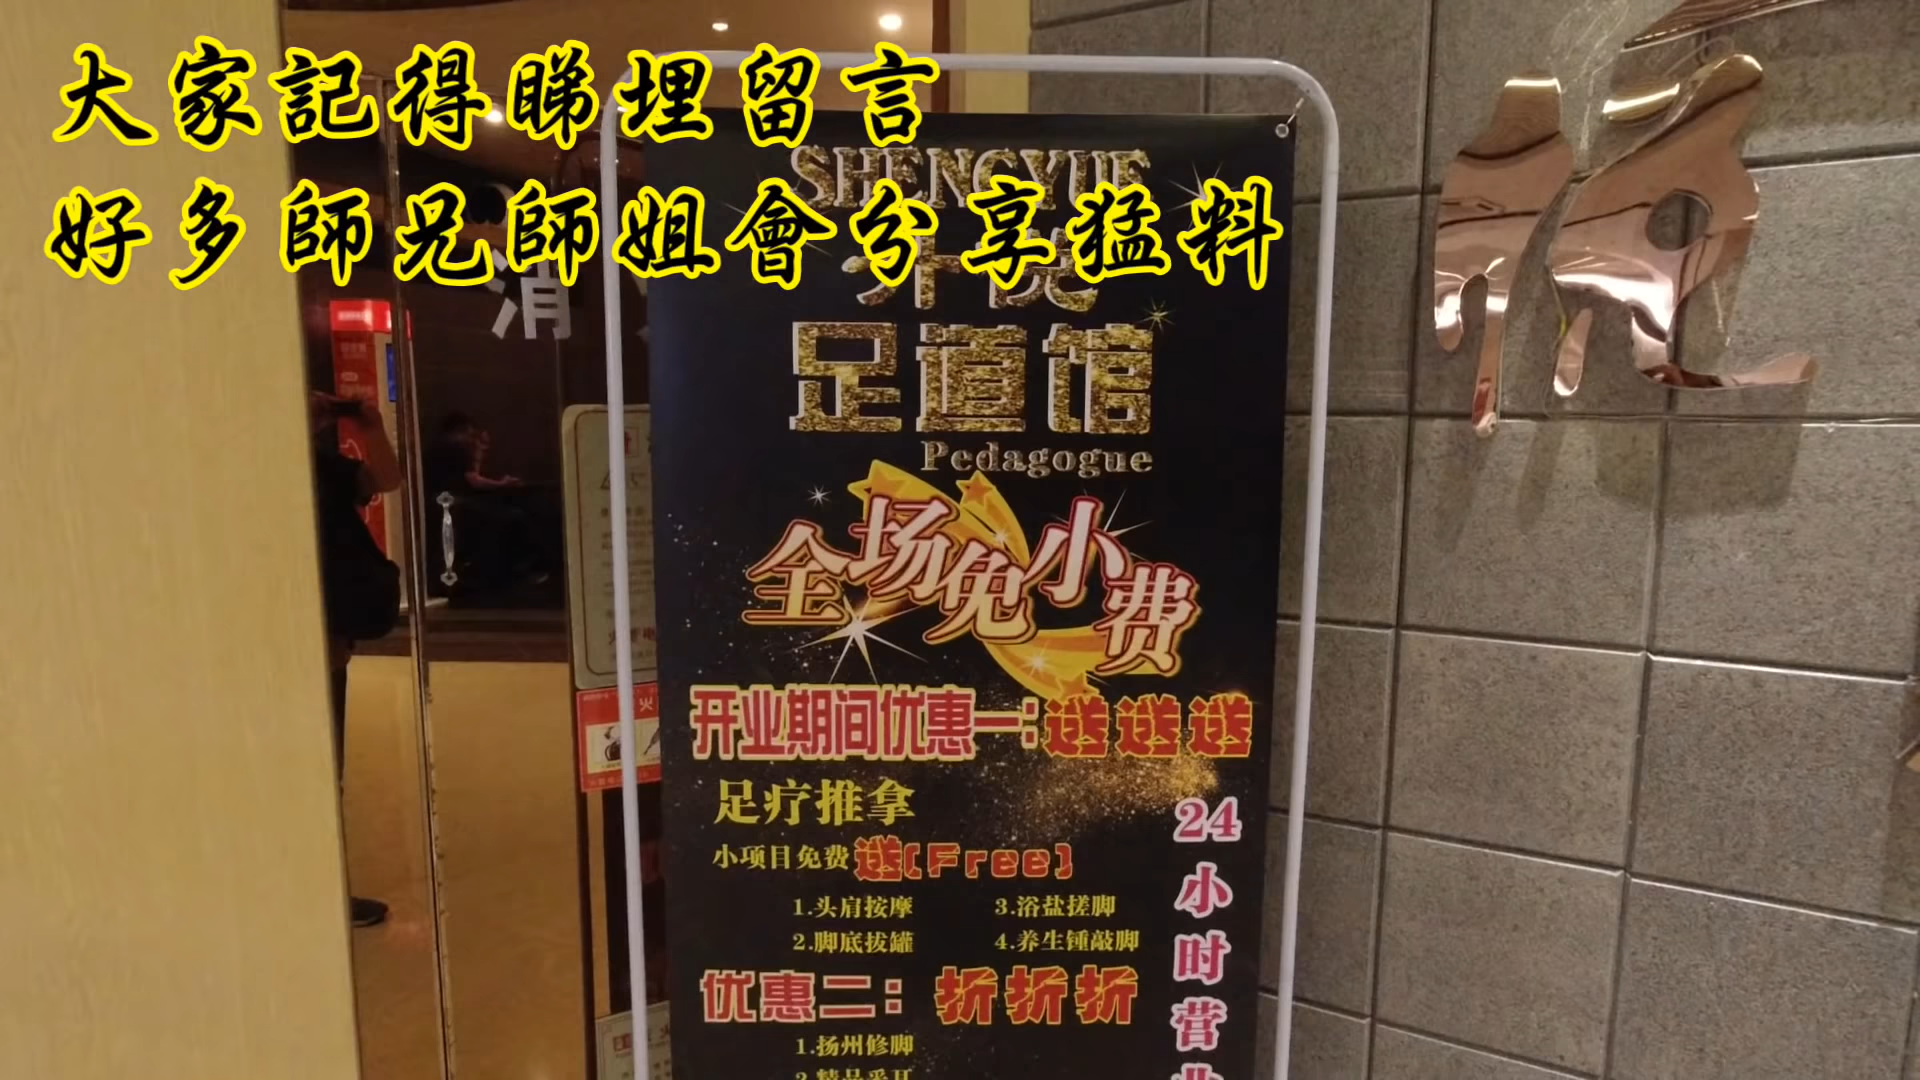 大家記得睇埋留言
好多師兄師姐會分享猛料
SHENGYUE
足道馆
Pedagogue
全场免小费
开业期间优惠一:送送送
足疗推拿
小项目免费送(Free)
1.头肩按摩
3.浴盐搓脚
2.脚底拔罐
4.养生锤敲脚
优惠二:折折折
1.扬州修脚
24小时营业
悦
消
火